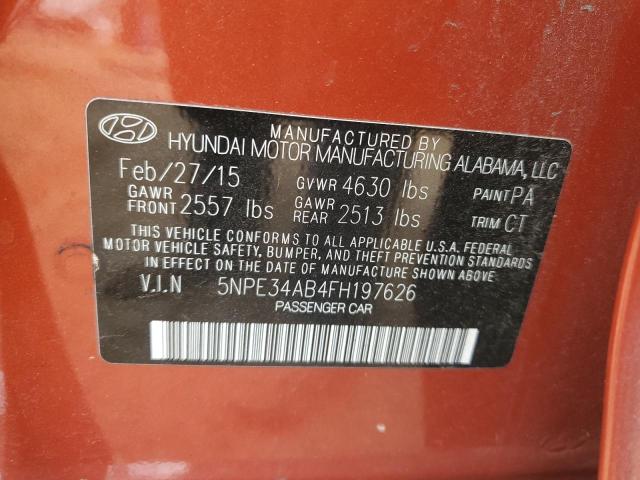 MANUFACTURED BY
HYUNDAI MOTOR MANUFACTURING ALABAMA, LLC
Feb/27/15 GVWR 4630 lbs PAINT PA
GAWR FRONT 2557 lbs GAWR REAR 2513 lbs TRIM CT
THIS VEHICLE CONFORMS TO ALL APPLICABLE U.S.A. FEDERAL
MOTOR VEHICLE SAFETY, BUMPER, AND THEFT PREVENTION STANDARDS
IN EFFECT ON THE DATE OF MANUFACTURE SHOWN ABOVE.
V.I.N 5NPE34AB4FH197626
PASSENGER CAR